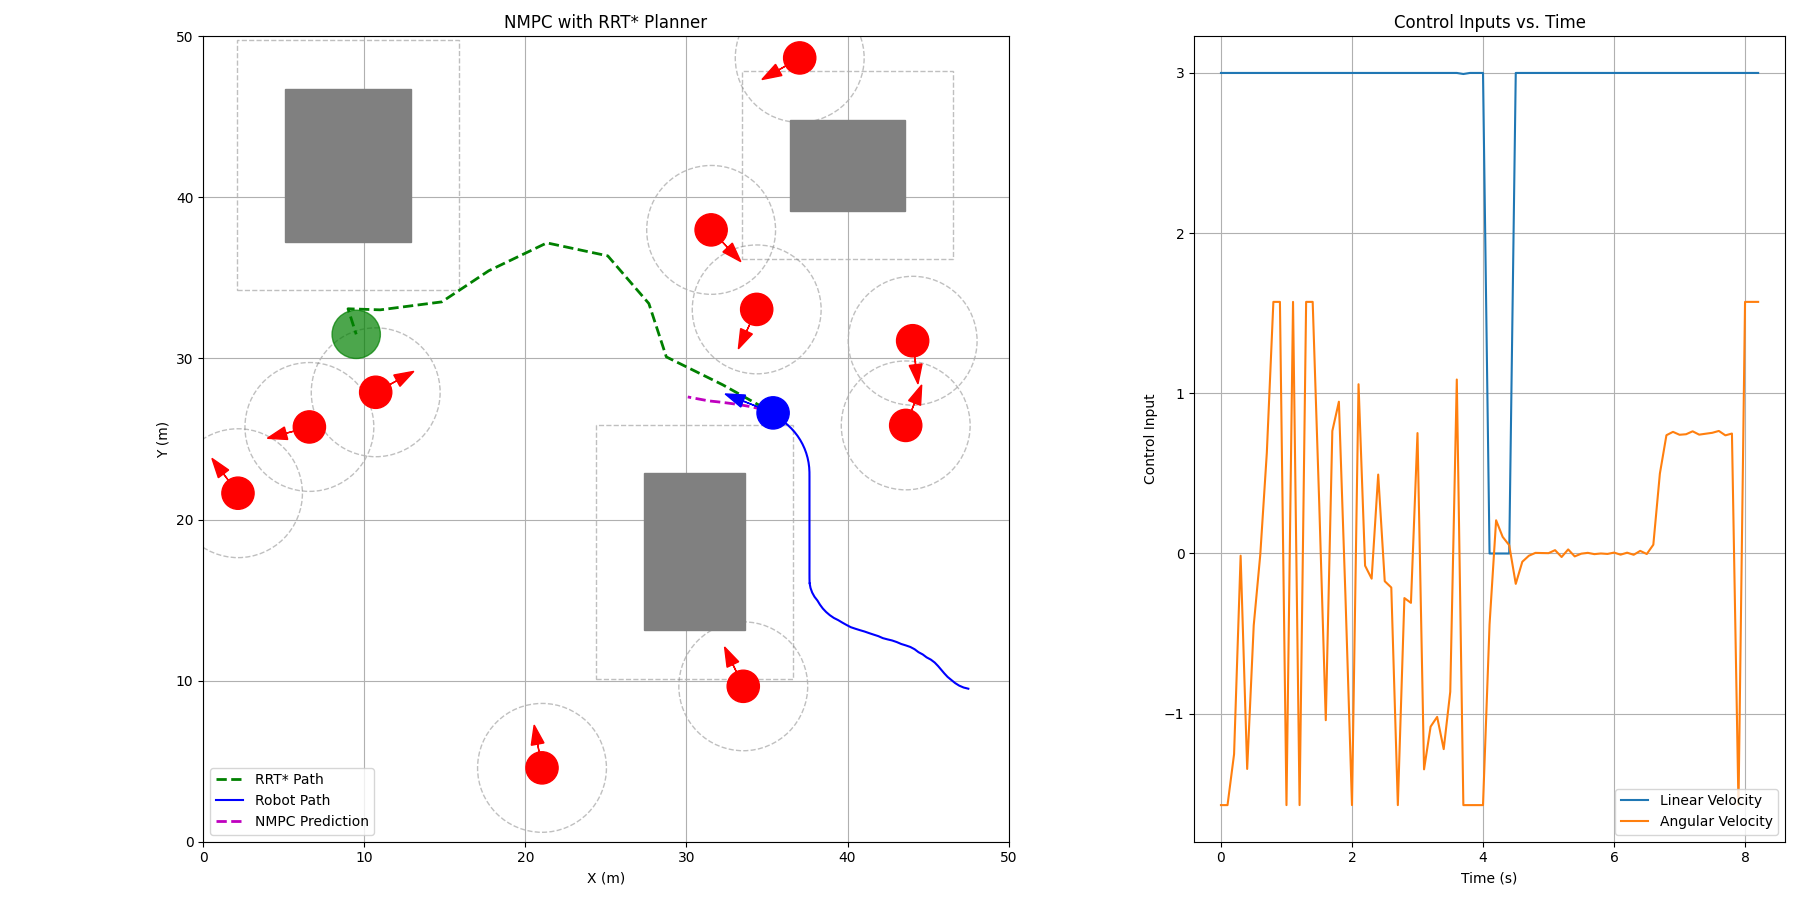 NMPC with RRT* Planner
50
40
30
20
10
0
Y (m)
RRT* Path
Robot Path
NMPC Prediction
0 10 20 30 40 50
X (m)
Control Inputs vs. Time
3
2
1
0
−1
Control Input
Linear Velocity
Angular Velocity
0 2 4 6 8
Time (s)